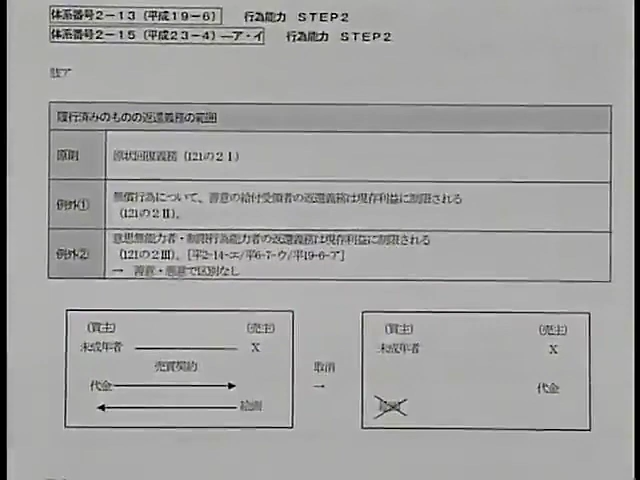 体系番号2-13(平成19-6) 行為能力 STEP2
体系番号2-15(平成23-4)―ア・イ 行為能力 STEP2
肢ア
履行済みのものの返還義務の範囲
原則 原状回復義務(121の2Ⅰ)
例外① 無償行為について、善意の給付受領者の返還義務は現存利益に制限される
(121の2Ⅱ)。
例外② 意思無能力者・制限行為能力者の返還義務は現存利益に制限される
(121の2Ⅲ)。[平2-14-エ/平6-7-ウ/平19-6-ア]
→ 善意・悪意で区別なし
(買主) (売主)
未成年者 X
売買契約
代金
絵画
取消
→
(買主) (売主)
未成年者 X
代金
絵画